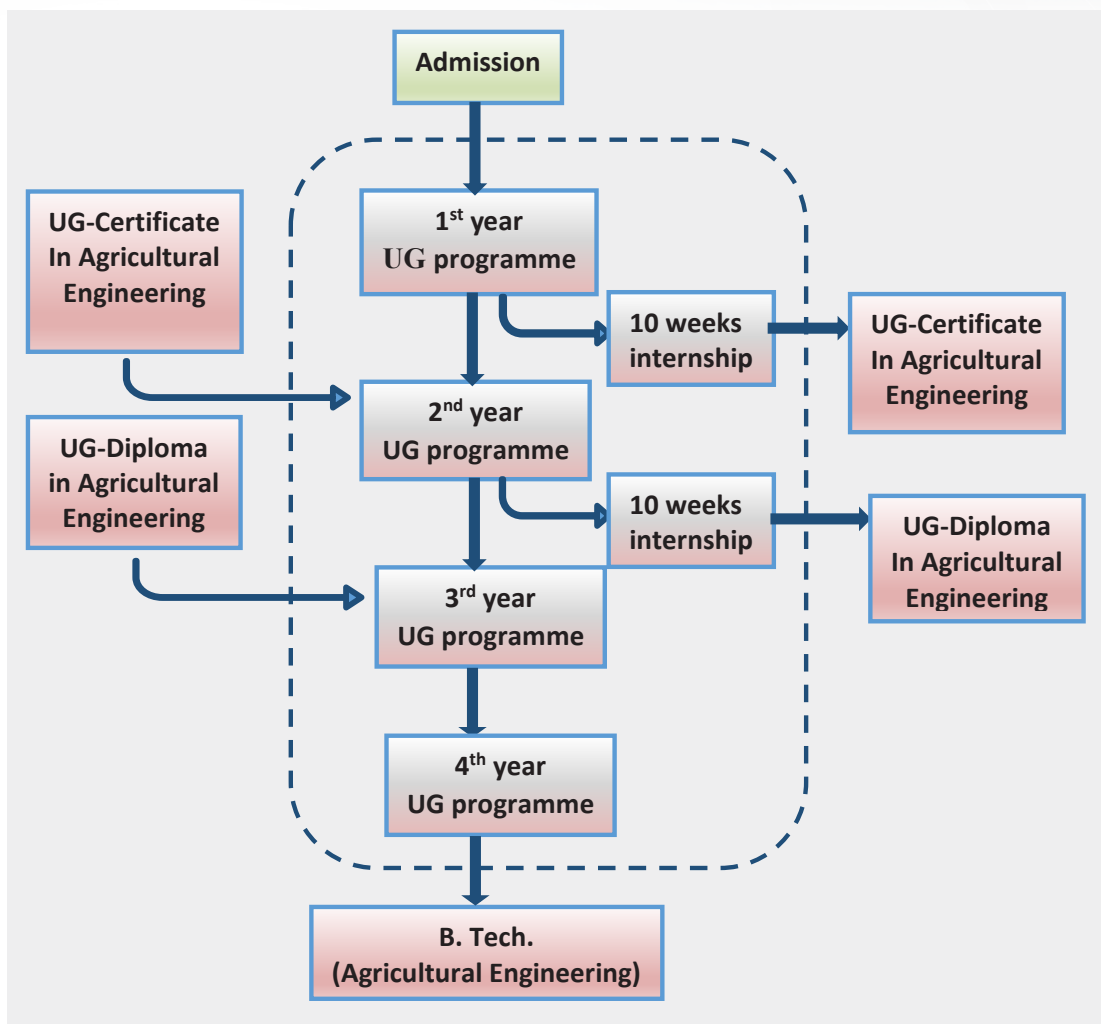 Admission
1st year
UG programme
UG-Certificate
In Agricultural
Engineering
10 weeks
internship
UG-Certificate
In Agricultural
Engineering
2nd year
UG programme
UG-Diploma
in Agricultural
Engineering
10 weeks
internship
UG-Diploma
In Agricultural
Engineering
3rd year
UG programme
4th year
UG programme
B. Tech.
(Agricultural Engineering)